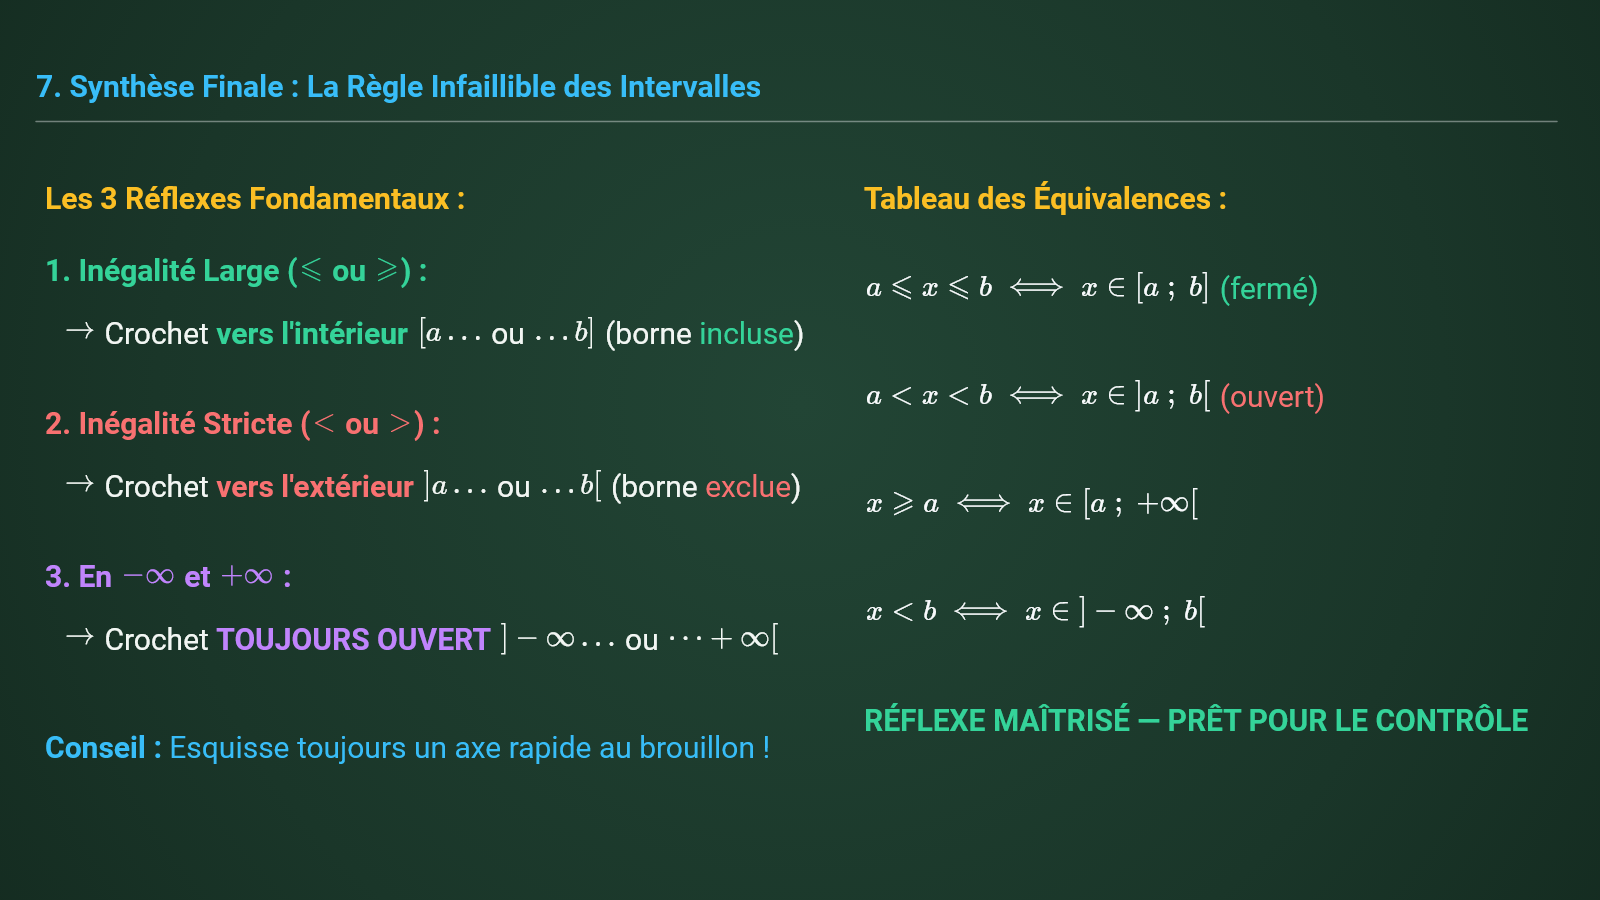 7. Synthèse Finale : La Règle Infaillible des Intervalles
Les 3 Réflexes Fondamentaux :
1. Inégalité Large (⩽ ou ⩾) :
→ Crochet vers l'intérieur [a… ou …b] (borne incluse)
2. Inégalité Stricte (< ou >) :
→ Crochet vers l'extérieur ]a… ou …b[ (borne exclue)
3. En −∞ et +∞ :
→ Crochet TOUJOURS OUVERT ]−∞… ou ⋯+∞[
Conseil : Esquisse toujours un axe rapide au brouillon !
Tableau des Équivalences :
a ⩽ x ⩽ b ⟺ x ∈ [a ; b] (fermé)
a < x < b ⟺ x ∈ ]a ; b[ (ouvert)
x ⩾ a ⟺ x ∈ [a ; +∞[
x < b ⟺ x ∈ ]−∞ ; b[
RÉFLEXE MAÎTRISÉ — PRÊT POUR LE CONTRÔLE